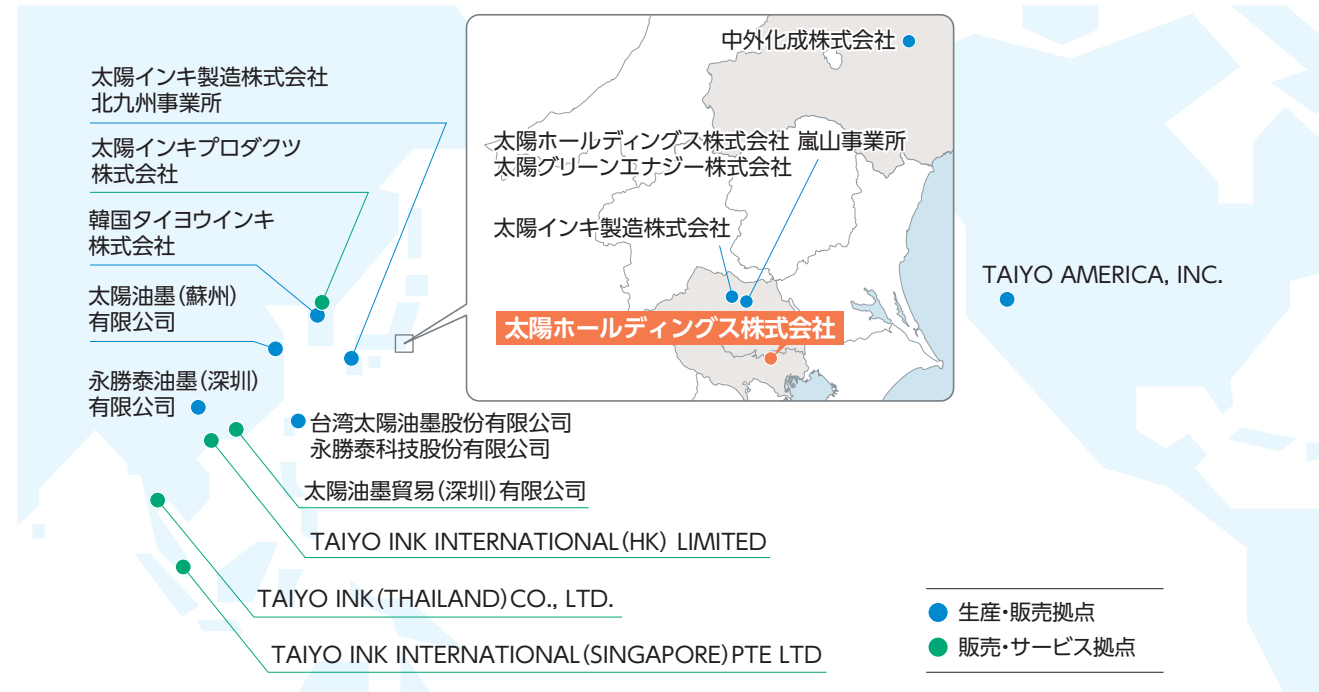 太陽インキ製造株式会社
北九州事業所
太陽インキプロダクツ
株式会社
韓国タイヨウインキ
株式会社
太陽油墨(蘇州)
有限公司
永勝泰油墨(深圳)
有限公司
中外化成株式会社
太陽ホールディングス株式会社 嵐山事業所
太陽グリーンエナジー株式会社
太陽インキ製造株式会社
太陽ホールディングス株式会社
TAIYO AMERICA, INC.
台湾太陽油墨股份有限公司
永勝泰科技股份有限公司
太陽油墨貿易(深圳)有限公司
TAIYO INK INTERNATIONAL(HK) LIMITED
TAIYO INK(THAILAND)CO., LTD.
TAIYO INK INTERNATIONAL(SINGAPORE)PTE LTD
生産・販売拠点
販売・サービス拠点